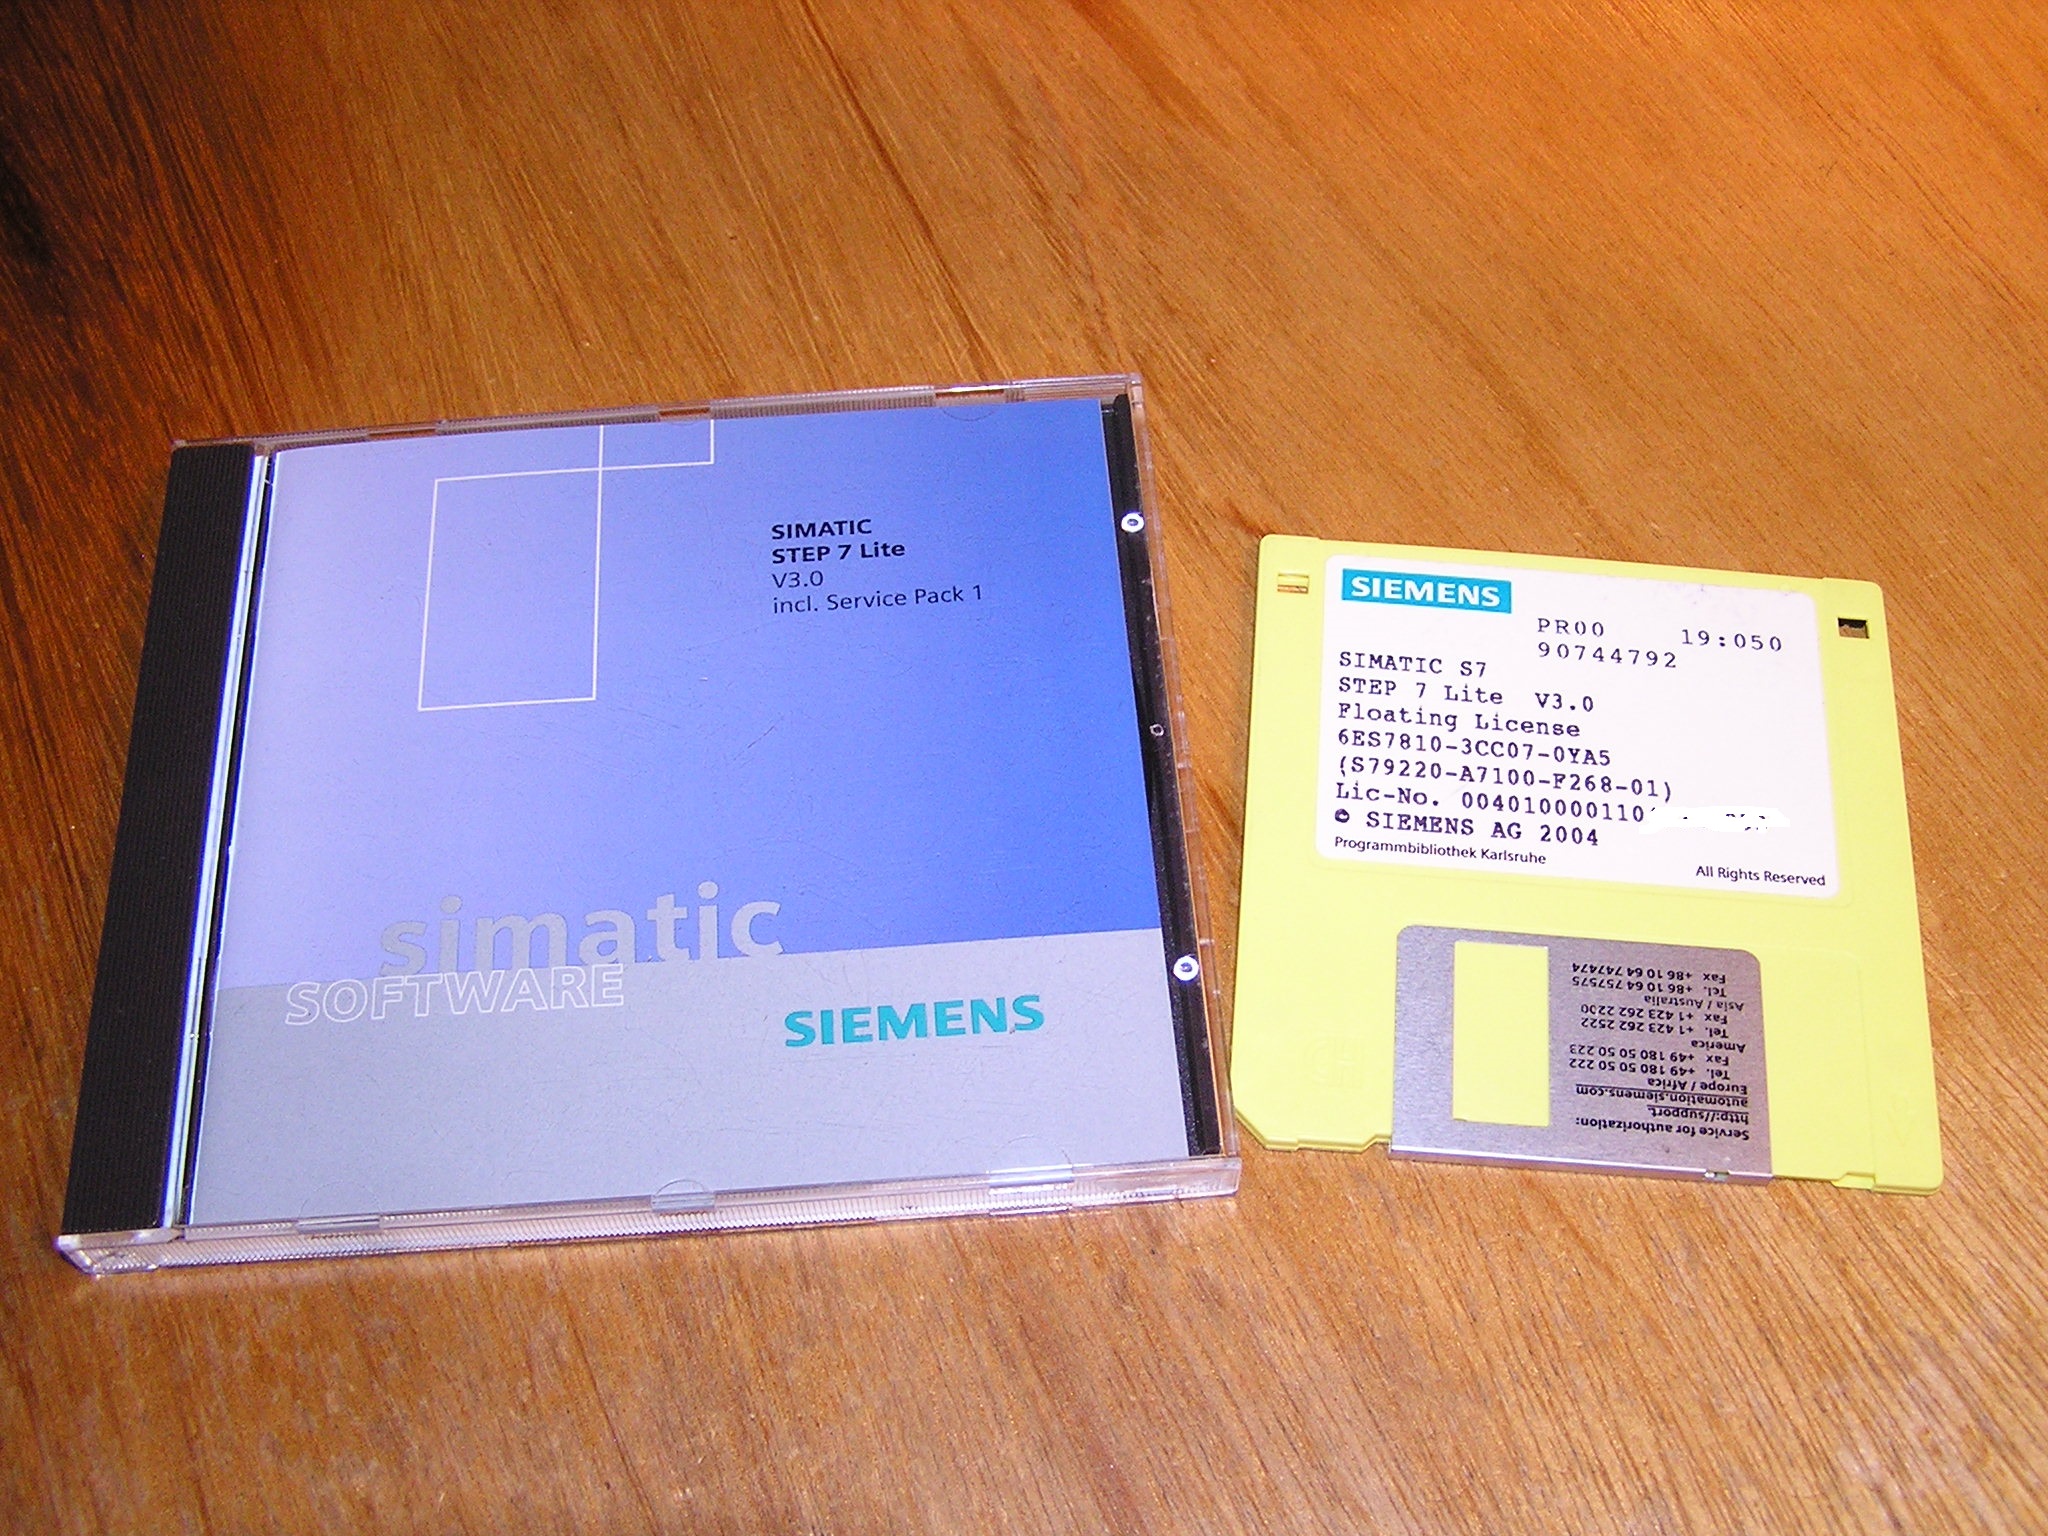 SIMATIC
STEP 7 Lite
V3.0
incl. Service Pack 1
simatic
SOFTWARE
SIEMENS
SIEMENS
PR00 19:050
90744792
SIMATIC S7
STEP 7 Lite V3.0
Floating License
6ES7810-3CC07-0YA5
(S79220-A7100-F268-01)
Lic-No. 004010000110
© SIEMENS AG 2004
Programmbibliothek Karlsruhe
All Rights Reserved
Service for authorization:
http://support.
automation.siemens.com
Europe / Africa
Tel. +49 180 50 50 222
Fax +49 180 50 50 223
America
Tel. +1 423 262 2522
Fax +1 423 262 2200
Asia / Australia
Tel. +86 10 64 757575
Fax +86 10 64 747474